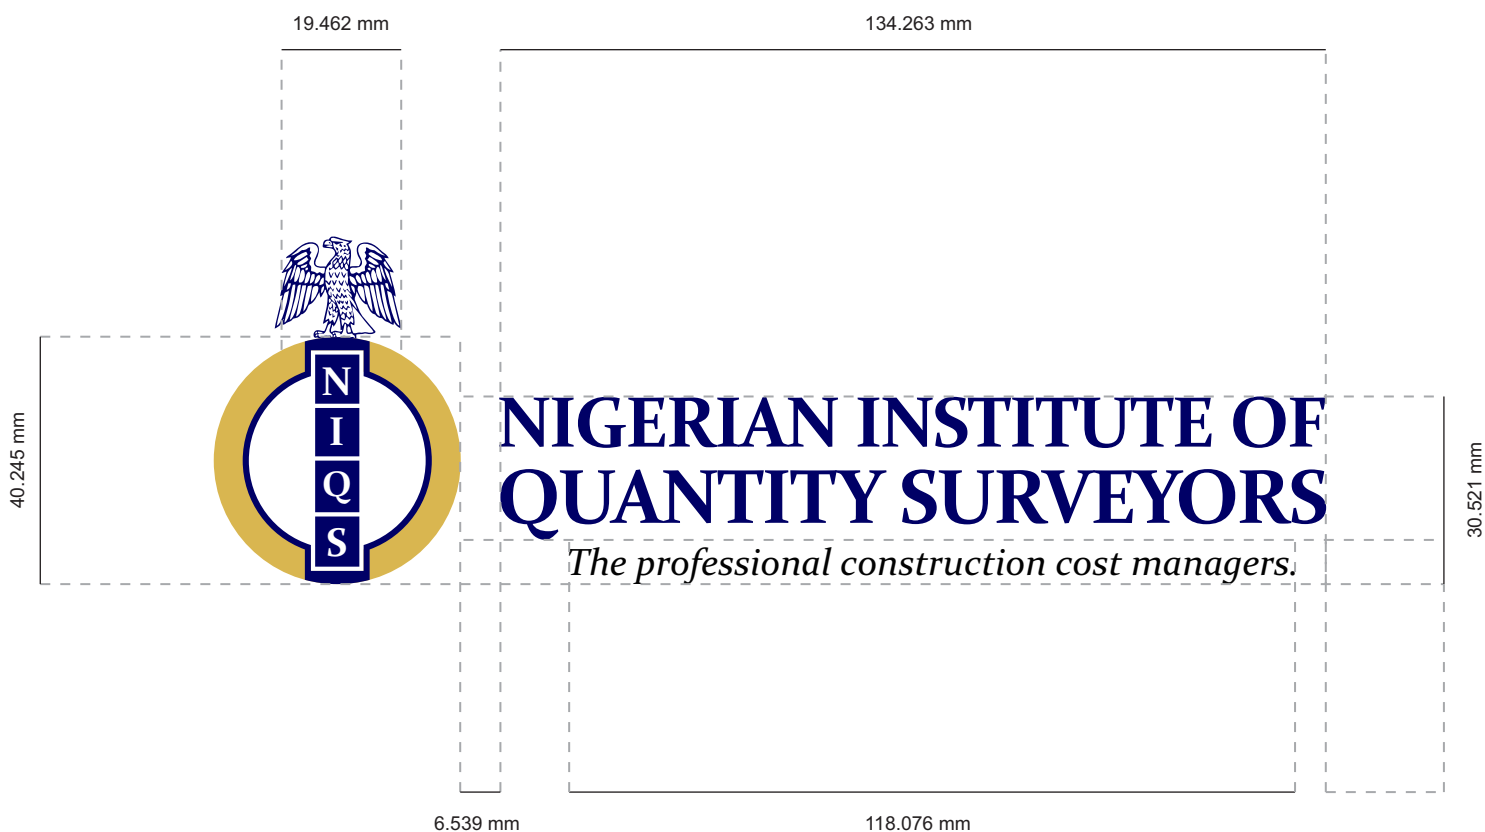 19.462 mm
134.263 mm
N
I
Q
S
40.245 mm
NIGERIAN INSTITUTE OF
QUANTITY SURVEYORS
The professional construction cost managers.
30.521 mm
6.539 mm
118.076 mm